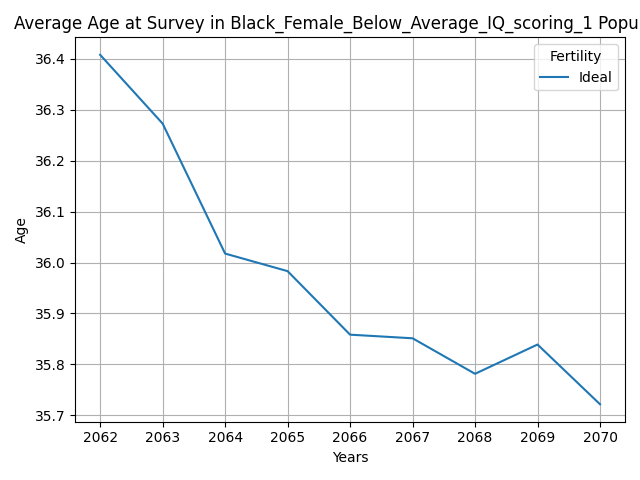 Average Age at Survey in Black_Female_Below_Average_IQ_scoring_1 Popu
Fertility
Ideal
36.4
36.3
36.2
36.1
36.0
35.9
35.8
35.7
Age
2062 2063 2064 2065 2066 2067 2068 2069 2070
Years